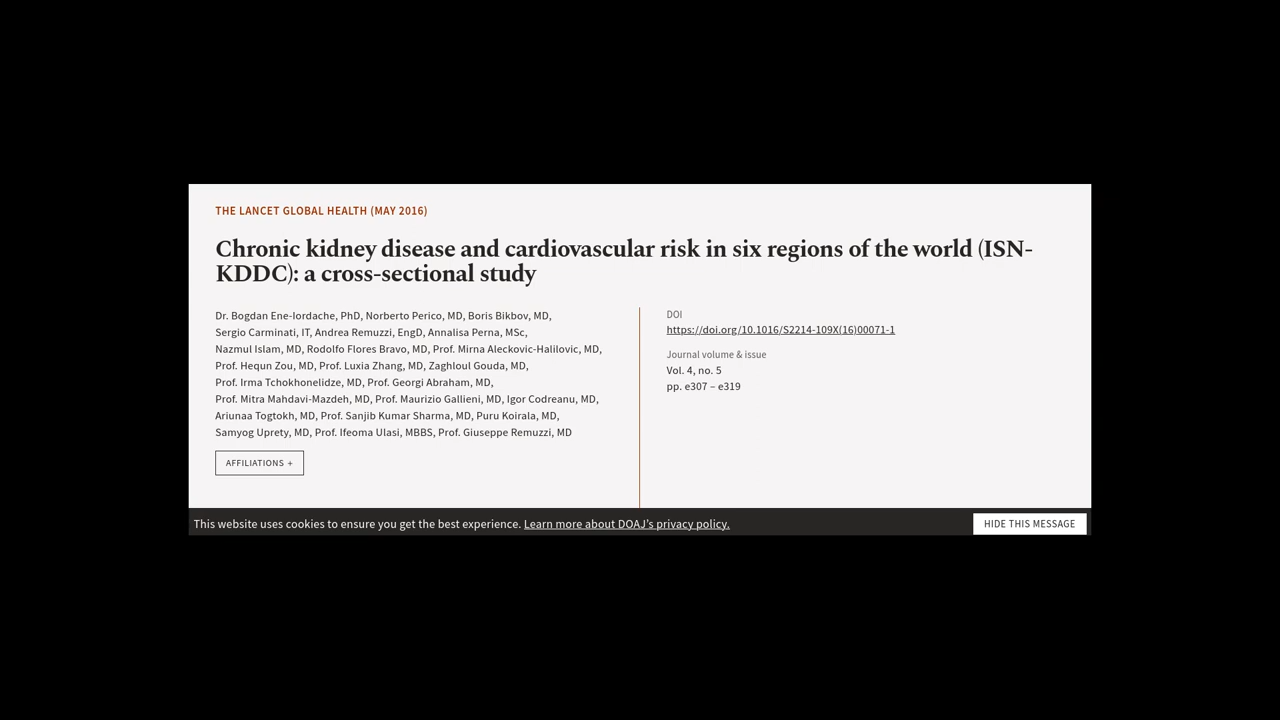 THE LANCET GLOBAL HEALTH (MAY 2016)
Chronic kidney disease and cardiovascular risk in six regions of the world (ISN-
KDDC): a cross-sectional study
Dr. Bogdan Ene-Iordache, PhD, Norberto Perico, MD, Boris Bikbov, MD,
Sergio Carminati, IT, Andrea Remuzzi, EngD, Annalisa Perna, MSc,
Nazmul Islam, MD, Rodolfo Flores Bravo, MD, Prof. Mirna Aleckovic-Halilovic, MD,
Prof. Hequn Zou, MD, Prof. Luxia Zhang, MD, Zaghloul Gouda, MD,
Prof. Irma Tchokhonelidze, MD, Prof. Georgi Abraham, MD,
Prof. Mitra Mahdavi-Mazdeh, MD, Prof. Maurizio Gallieni, MD, Igor Codreanu, MD,
Ariunaa Togtokh, MD, Prof. Sanjib Kumar Sharma, MD, Puru Koirala, MD,
Samyog Uprety, MD, Prof. Ifeoma Ulasi, MBBS, Prof. Giuseppe Remuzzi, MD
AFFILIATIONS +
DOI
https://doi.org/10.1016/S2214-109X(16)00071-1
Journal volume & issue
Vol. 4, no. 5
pp. e307 – e319
This website uses cookies to ensure you get the best experience. Learn more about DOAJ’s privacy policy.
HIDE THIS MESSAGE